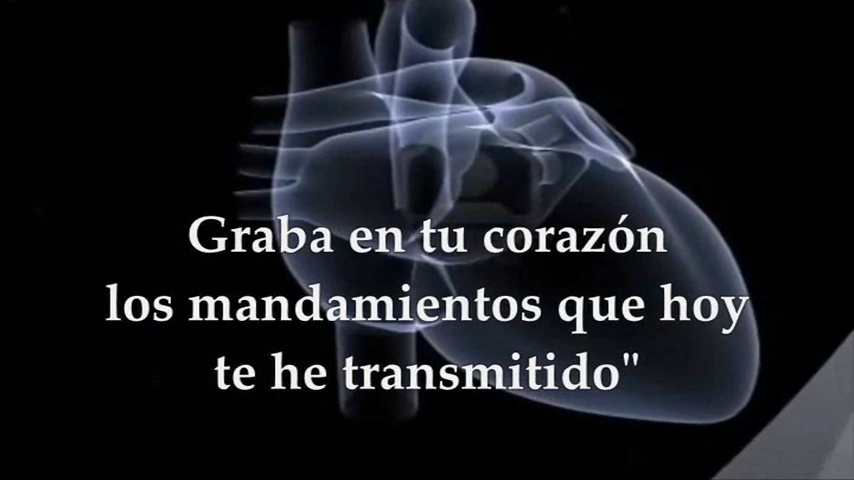 Graba en tu corazón
los mandamientos que hoy
te he transmitido"